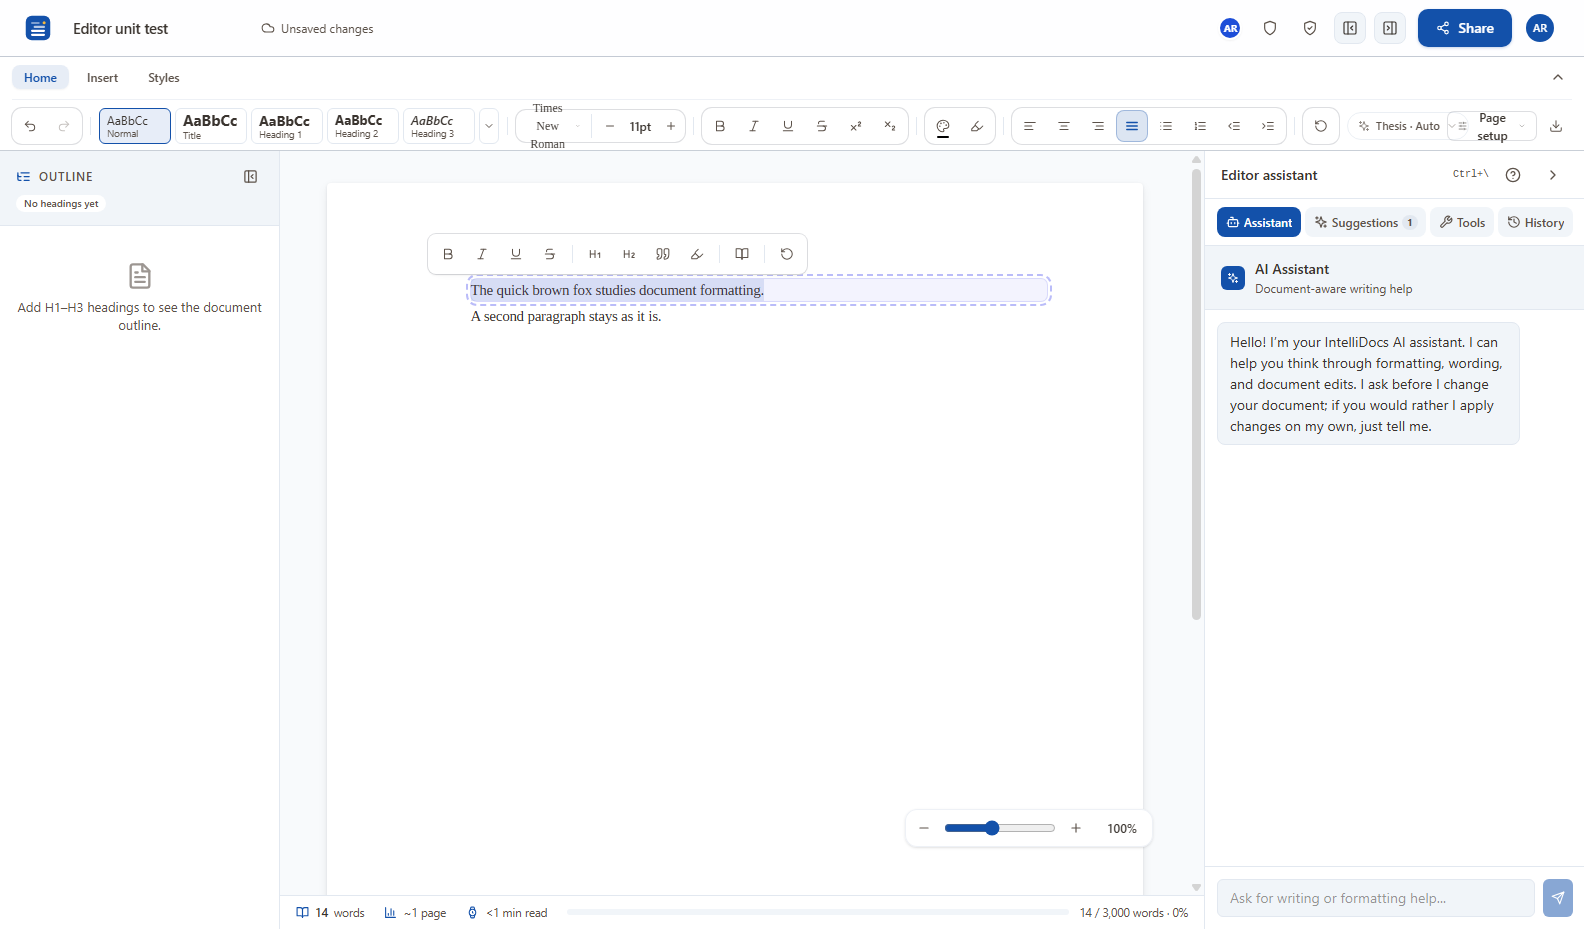 Editor unit test
Unsaved changes
AR
Share
AR
Home
Insert
Styles
AaBbCc
Normal
AaBbCc
Title
AaBbCc
Heading 1
AaBbCc
Heading 2
AaBbCc
Heading 3
Times
New
Roman
11pt
B
I
U
S
x²
x₂
Thesis · Auto
Page
setup
OUTLINE
No headings yet
Add H1–H3 headings to see the document
outline.
B
I
U
S
H1
H2
The quick brown fox studies document formatting.
A second paragraph stays as it is.
100%
14 words
~1 page
<1 min read
14 / 3,000 words · 0%
Editor assistant
Ctrl+\
Assistant
Suggestions 1
Tools
History
AI Assistant
Document-aware writing help
Hello! I'm your IntelliDocs AI assistant. I can
help you think through formatting, wording,
and document edits. I ask before I change
your document; if you would rather I apply
changes on my own, just tell me.
Ask for writing or formatting help...